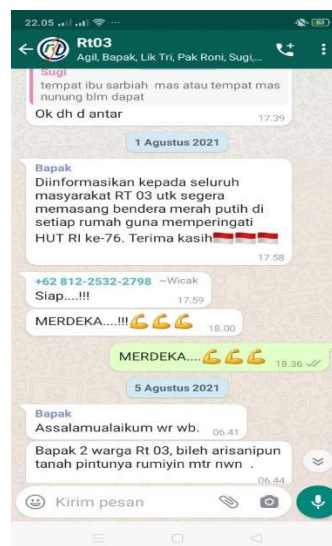 22.05
Rt03
Agil, Bapak, Lik Tri, Pak Roni, Sugi,...
Sugi
tempat ibu sarbiah mas atau tempat mas
nunung blm dapat
Ok dh d antar
17.39
1 Agustus 2021
Bapak
Diinformasikan kepada seluruh
masyarakat RT 03 utk segera
memasang bendera merah putih di
setiap rumah guna memperingati
HUT RI ke-76. Terima kasih🇮🇩🇮🇩🇮🇩
17.58
+62 812-2532-2798 ~Wicak
Siap....!!!
17.59
MERDEKA....!!!💪💪💪
18.00
MERDEKA....💪💪💪
18.36
5 Agustus 2021
Bapak
Assalamualaikum wr wb.
06.41
Bapak 2 warga Rt 03, bileh arisanipun
tanah pintunya rumiyin mtr nwn .
06.44
Kirim pesan